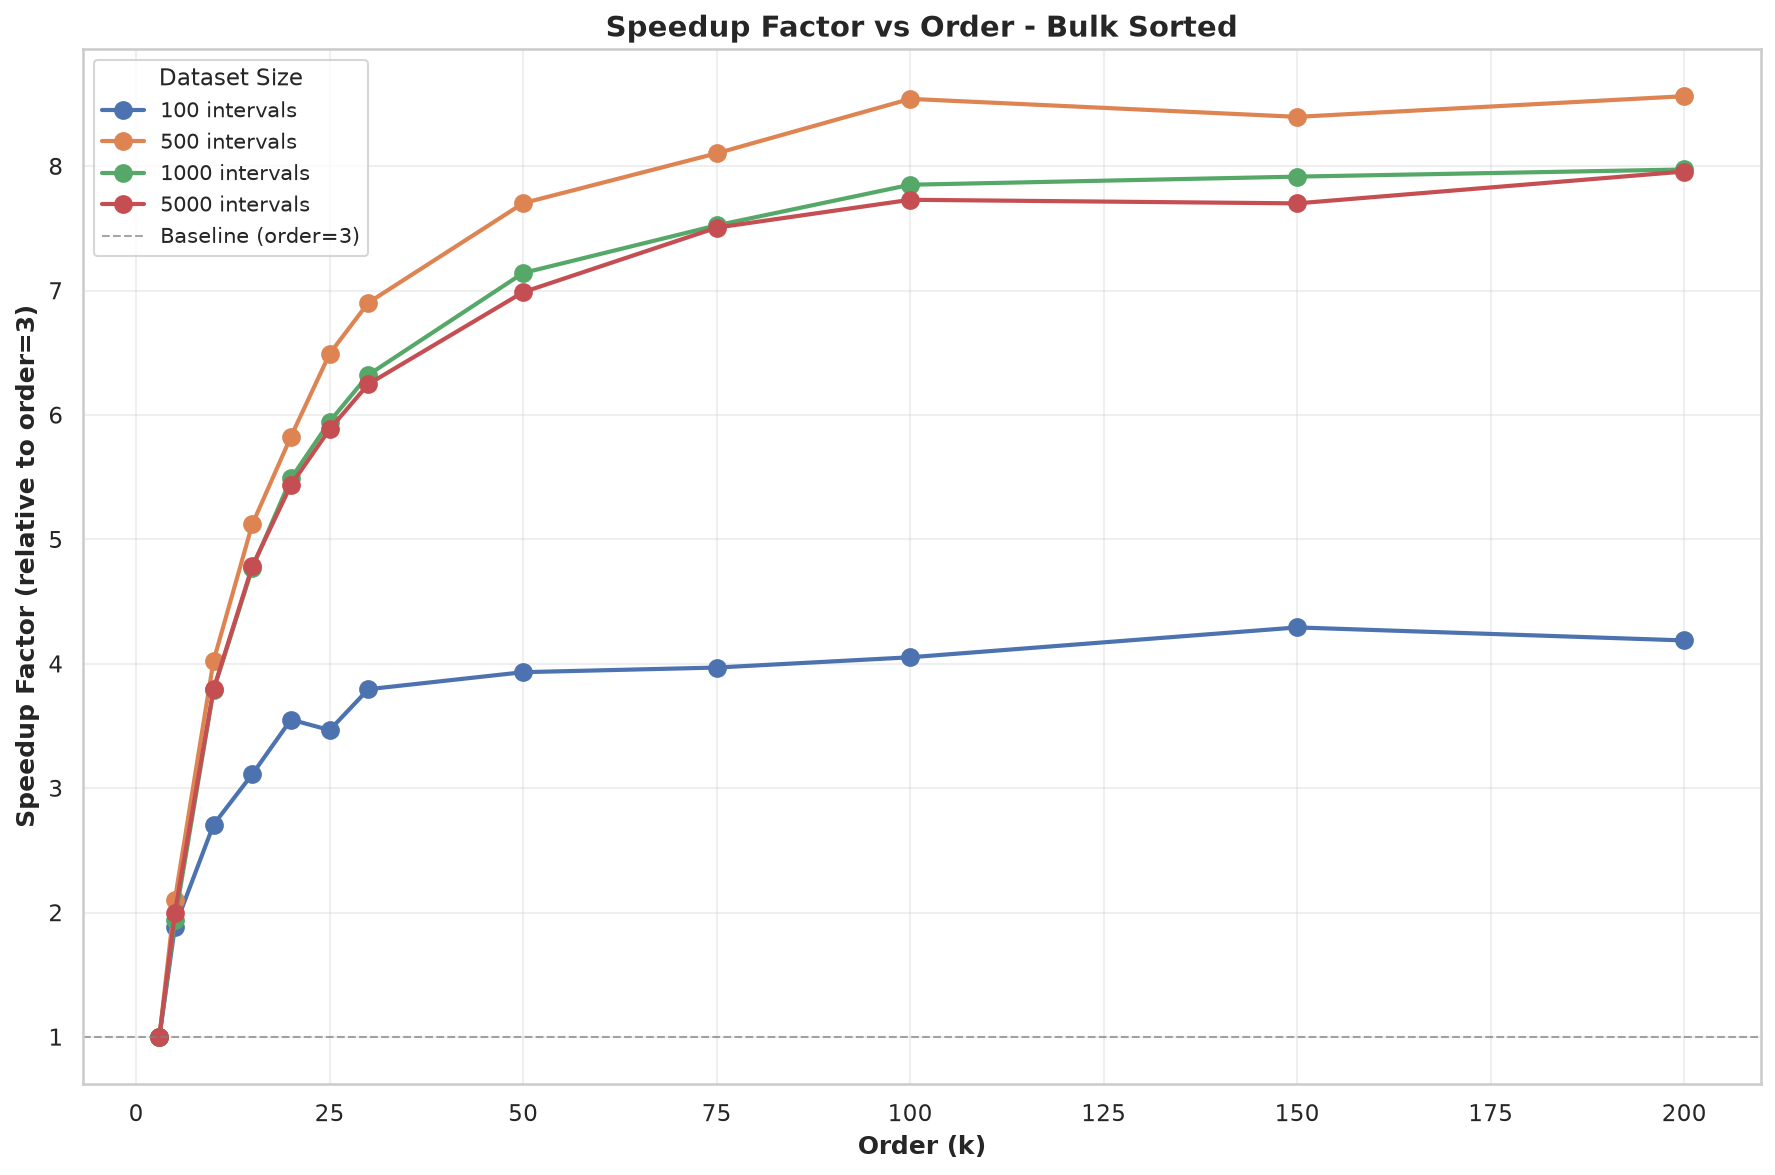 Speedup Factor vs Order - Bulk Sorted
Dataset Size
100 intervals
500 intervals
1000 intervals
5000 intervals
Baseline (order=3)
Speedup Factor (relative to order=3)
8
7
6
5
4
3
2
1
0 25 50 75 100 125 150 175 200
Order (k)